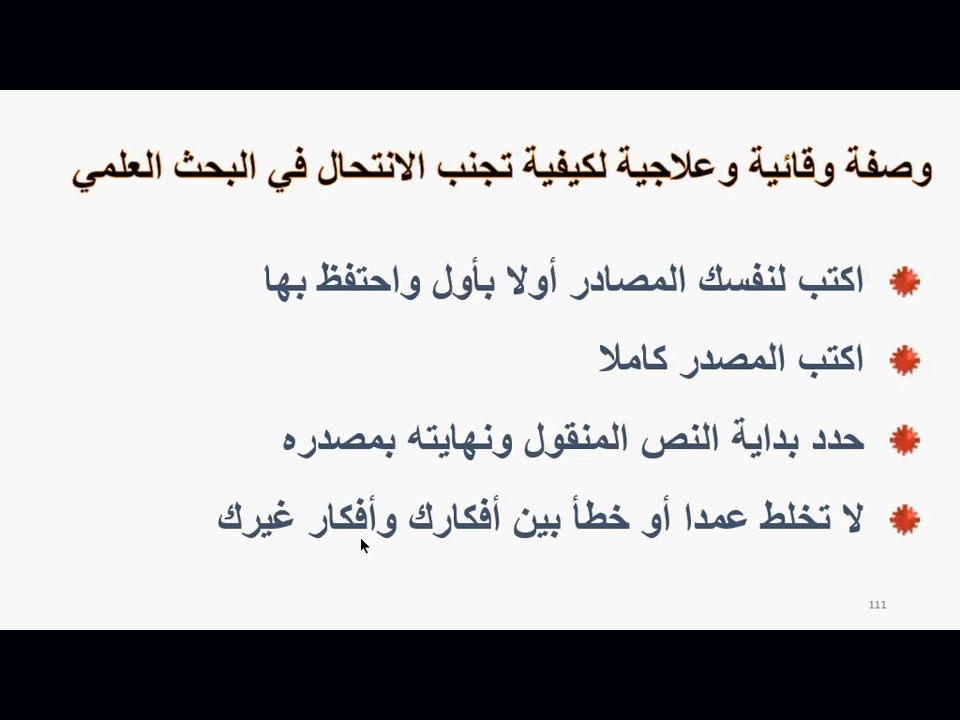 وصفة وقائية وعلاجية لكيفية تجنب الانتحال في البحث العلمي
اكتب لنفسك المصادر أولا بأول واحتفظ بها
اكتب المصدر كاملا
حدد بداية النص المنقول ونهايته بمصدره
لا تخلط عمدا أو خطأ بين أفكارك وأفكار غيرك
111